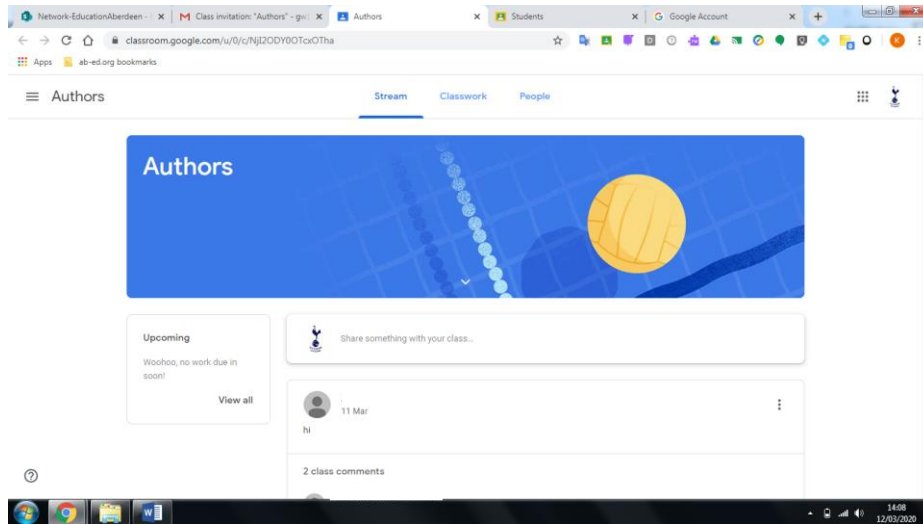 Network-EducationAberdeen -
Class invitation: "Authors" - gw
Authors
Students
Google Account
classroom.google.com/u/0/c/NjI2ODY0OTcxOTha
Apps
ab-ed.org bookmarks
Authors
Stream
Classwork
People
Authors
Upcoming
Woohoo, no work due in
soon!
View all
Share something with your class...
11 Mar
hi
2 class comments
14:08
12/03/2020